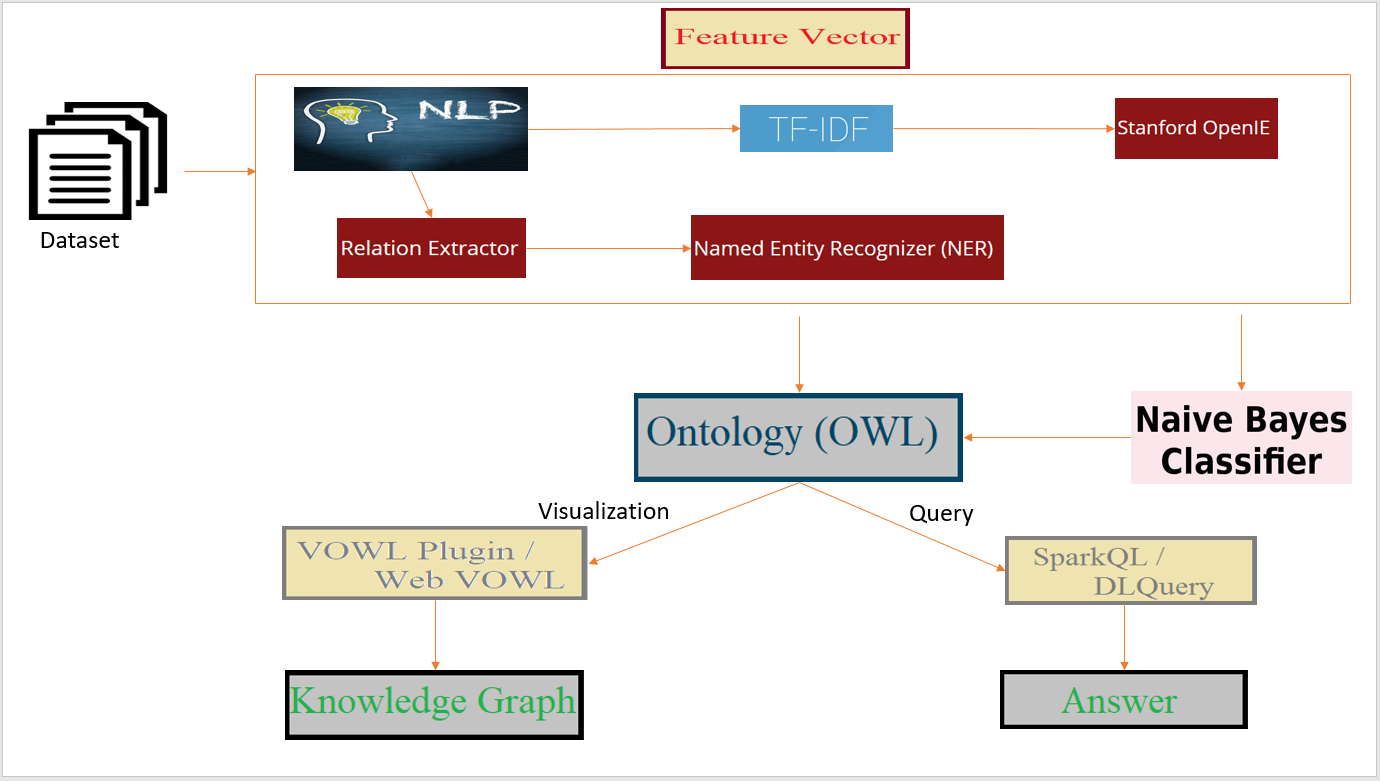 Feature Vector
NLP
TF-IDF
Stanford OpenIE
Dataset
Relation Extractor
Named Entity Recognizer (NER)
Ontology (OWL)
Naive Bayes
Classifier
Visualization
Query
VOWL Plugin /
Web VOWL
SparkQL /
DLQuery
Knowledge Graph
Answer